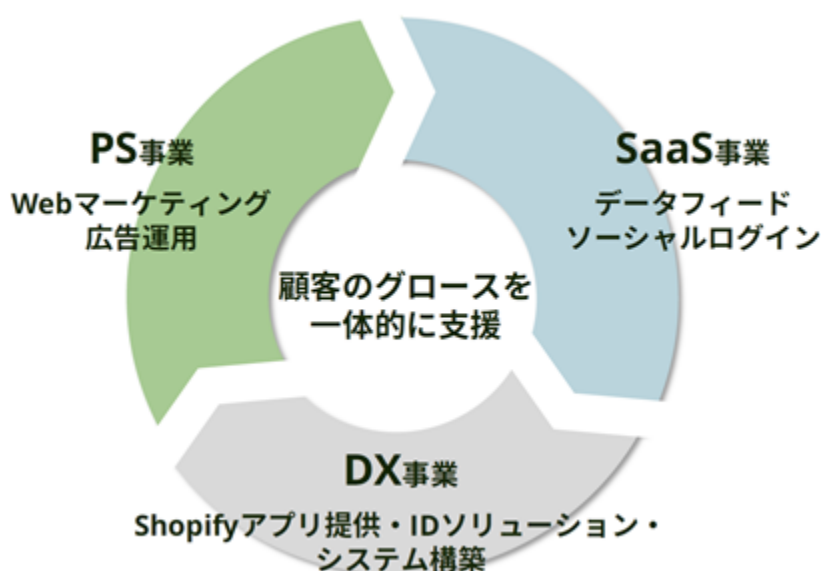 PS事業
Webマーケティング
広告運用
SaaS事業
データフィード
ソーシャルログイン
顧客のグロースを
一体的に支援
DX事業
Shopifyアプリ提供・IDソリューション・
システム構築